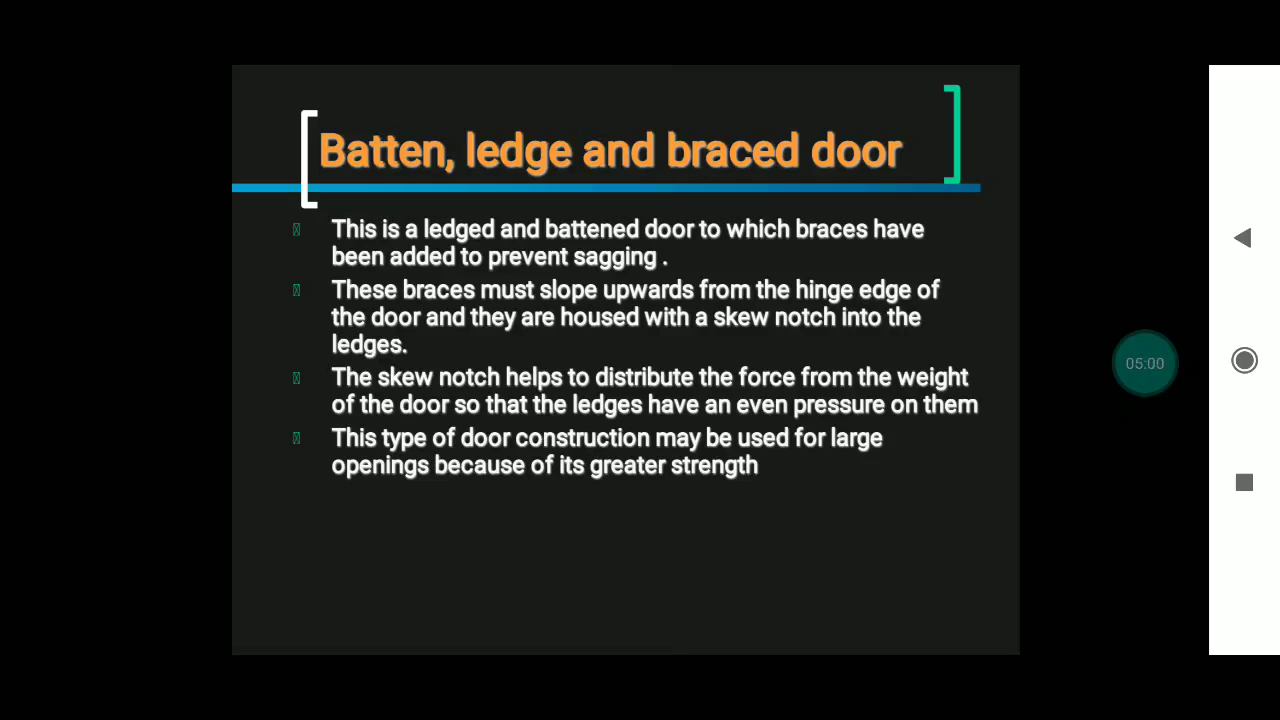 Batten, ledge and braced door
This is a ledged and battened door to which braces have
been added to prevent sagging .
These braces must slope upwards from the hinge edge of
the door and they are housed with a skew notch into the
ledges.
The skew notch helps to distribute the force from the weight
of the door so that the ledges have an even pressure on them
This type of door construction may be used for large
openings because of its greater strength
05:00